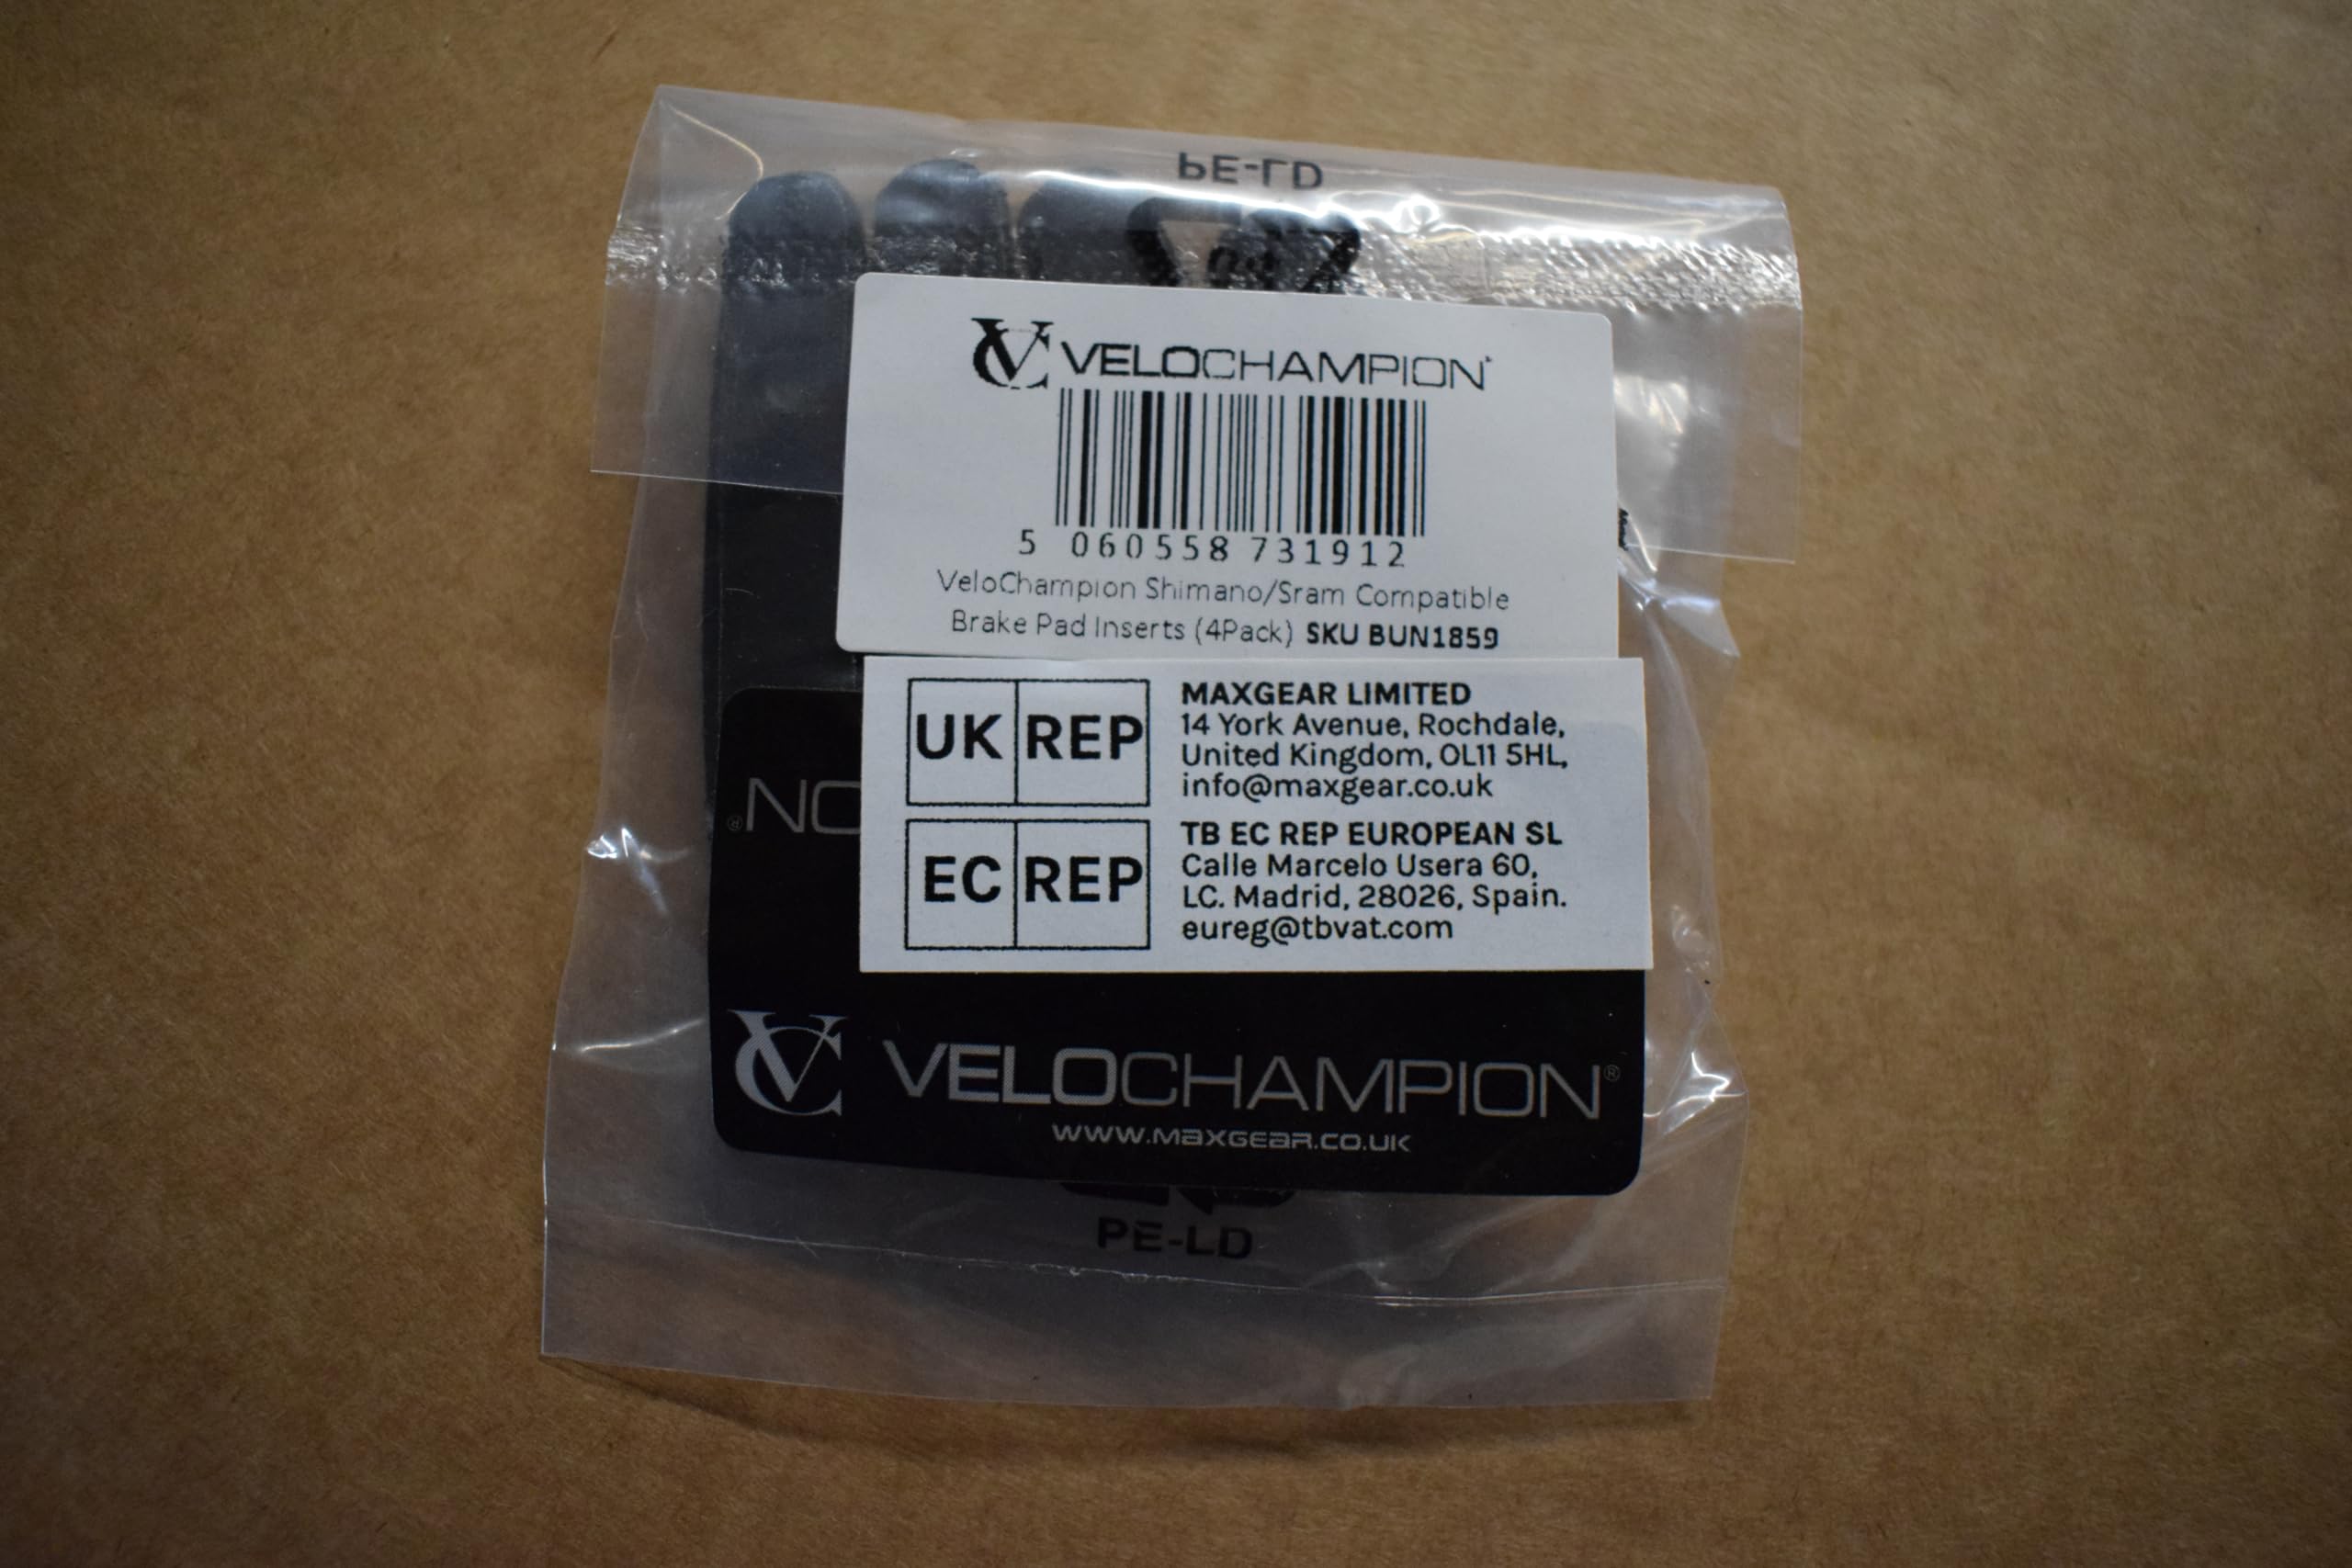 PE-LD
04
VC VELOCHAMPION
5 060558 731912
VeloChampion Shimano/Sram Compatible
Brake Pad Inserts (4Pack) SKU BUN1859
UK REP
MAXGEAR LIMITED
14 York Avenue, Rochdale,
United Kingdom, OL11 5HL,
info@maxgear.co.uk
EC REP
TB EC REP EUROPEAN SL
Calle Marcelo Usera 60,
LC. Madrid, 28026, Spain.
eureg@tbvat.com
VC VELOCHAMPION®
www.maxgear.co.uk
PE-LD